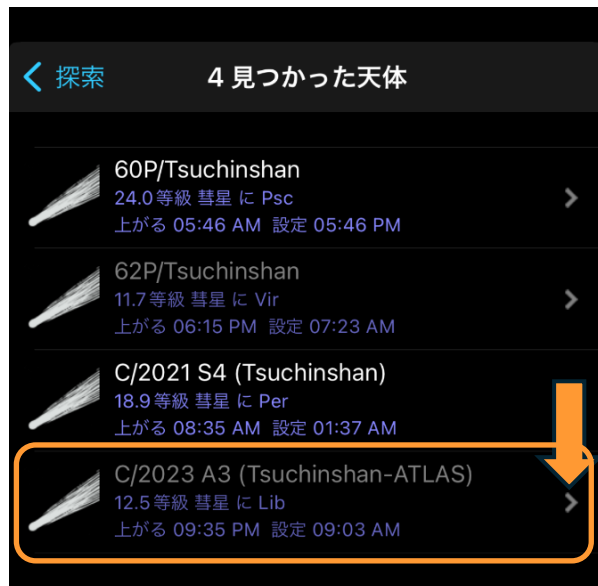 探索
4 見つかった天体
60P/Tsuchinshan
24.0等級 彗星 に Psc
上がる 05:46 AM 設定 05:46 PM
62P/Tsuchinshan
11.7等級 彗星 に Vir
上がる 06:15 PM 設定 07:23 AM
C/2021 S4 (Tsuchinshan)
18.9等級 彗星 に Per
上がる 08:35 AM 設定 01:37 AM
C/2023 A3 (Tsuchinshan-ATLAS)
12.5等級 彗星 に Lib
上がる 09:35 PM 設定 09:03 AM